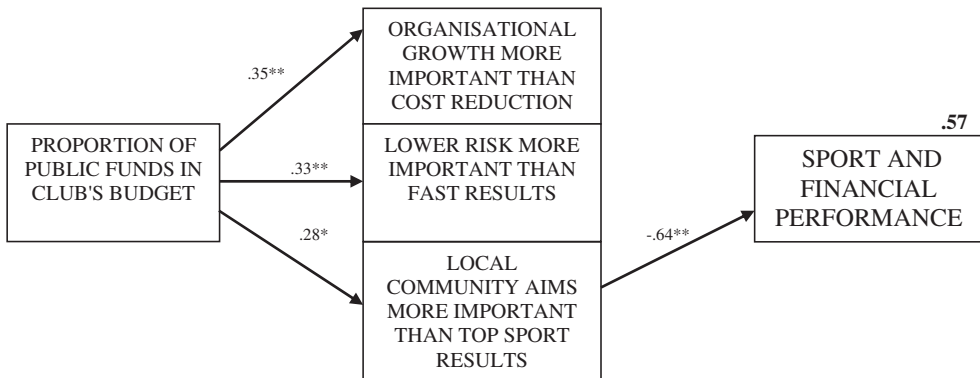 PROPORTION OF
PUBLIC FUNDS IN
CLUB'S BUDGET
.35**
.33**
.28*
ORGANISATIONAL
GROWTH MORE
IMPORTANT THAN
COST REDUCTION
LOWER RISK MORE
IMPORTANT THAN
FAST RESULTS
LOCAL
COMMUNITY AIMS
MORE IMPORTANT
THAN TOP SPORT
RESULTS
-.64**
.57
SPORT AND
FINANCIAL
PERFORMANCE